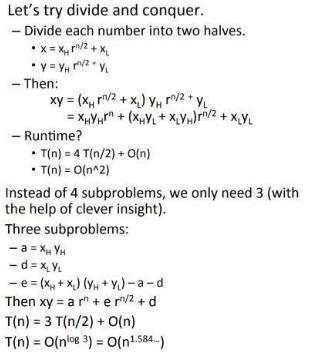 Let's try divide and conquer.
– Divide each number into two halves.
• x = x_H r^n/2 + x_L
• y = y_H r^n/2 + y_L
– Then:
xy = (x_H r^n/2 + x_L) y_H r^n/2 + y_L
= x_H y_H r^n + (x_H y_L + x_L y_H) r^n/2 + x_L y_L
– Runtime?
• T(n) = 4 T(n/2) + O(n)
• T(n) = O(n^2)
Instead of 4 subproblems, we only need 3 (with
the help of clever insight).
Three subproblems:
– a = x_H y_H
– d = x_L y_L
– e = (x_H + x_L) (y_H + y_L) – a – d
Then xy = a r^n + e r^n/2 + d
T(n) = 3 T(n/2) + O(n)
T(n) = O(n^log 3) = O(n^1.584...)